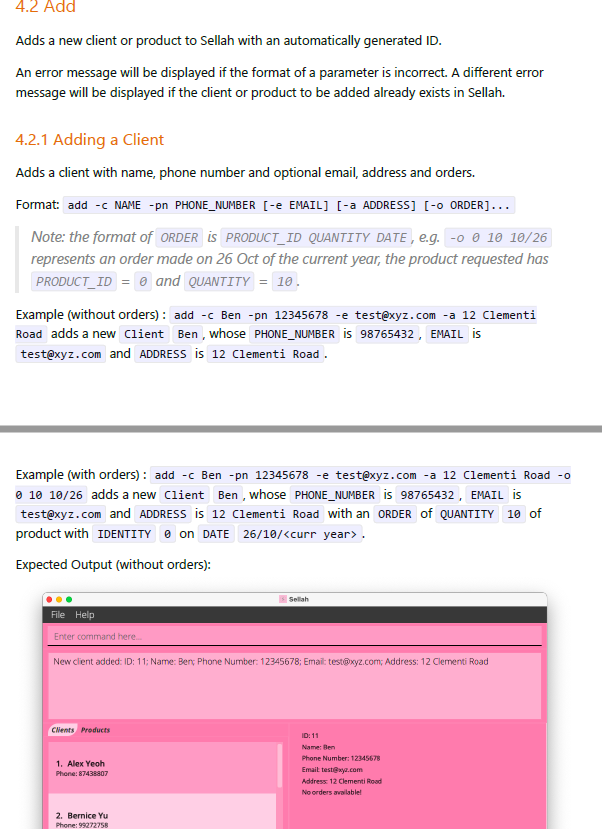 4.2 Add
Adds a new client or product to Sellah with an automatically generated ID.
An error message will be displayed if the format of a parameter is incorrect. A different error
message will be displayed if the client or product to be added already exists in Sellah.
4.2.1 Adding a Client
Adds a client with name, phone number and optional email, address and orders.
Format: add -c NAME -pn PHONE_NUMBER [-e EMAIL] [-a ADDRESS] [-o ORDER]...
Note: the format of ORDER is PRODUCT_ID QUANTITY DATE, e.g. -o 0 10 10/26
represents an order made on 26 Oct of the current year, the product requested has
PRODUCT_ID = 0 and QUANTITY = 10.
Example (without orders) : add -c Ben -pn 12345678 -e test@xyz.com -a 12 Clementi
Road adds a new Client Ben, whose PHONE_NUMBER is 98765432, EMAIL is
test@xyz.com and ADDRESS is 12 Clementi Road.
Example (with orders) : add -c Ben -pn 12345678 -e test@xyz.com -a 12 Clementi Road -o
0 10 10/26 adds a new Client Ben, whose PHONE_NUMBER is 98765432, EMAIL is
test@xyz.com and ADDRESS is 12 Clementi Road with an ORDER of QUANTITY 10 of
product with IDENTITY 0 on DATE 26/10/<curr year>.
Expected Output (without orders):
Sellah
File Help
Enter command here...
New client added: ID: 11; Name: Ben; Phone Number: 12345678; Email: test@xyz.com; Address: 12 Clementi Road
Clients Products
1. Alex Yeoh
Phone: 87438807
2. Bernice Yu
Phone: 99272758
ID: 11
Name: Ben
Phone Number: 12345678
Email: test@xyz.com
Address: 12 Clementi Road
No orders available!